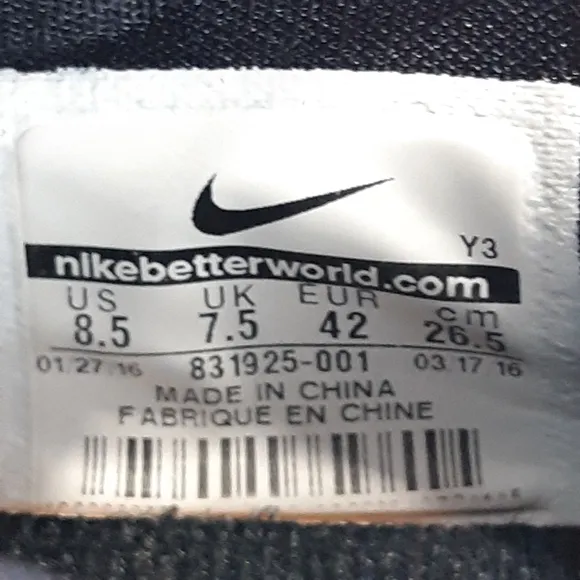 Y3
nikebetterworld.com
US UK EUR cm
8.5 7.5 42 26.5
01/27/16 831925-001 03/17/16
MADE IN CHINA
FABRIQUE EN CHINE